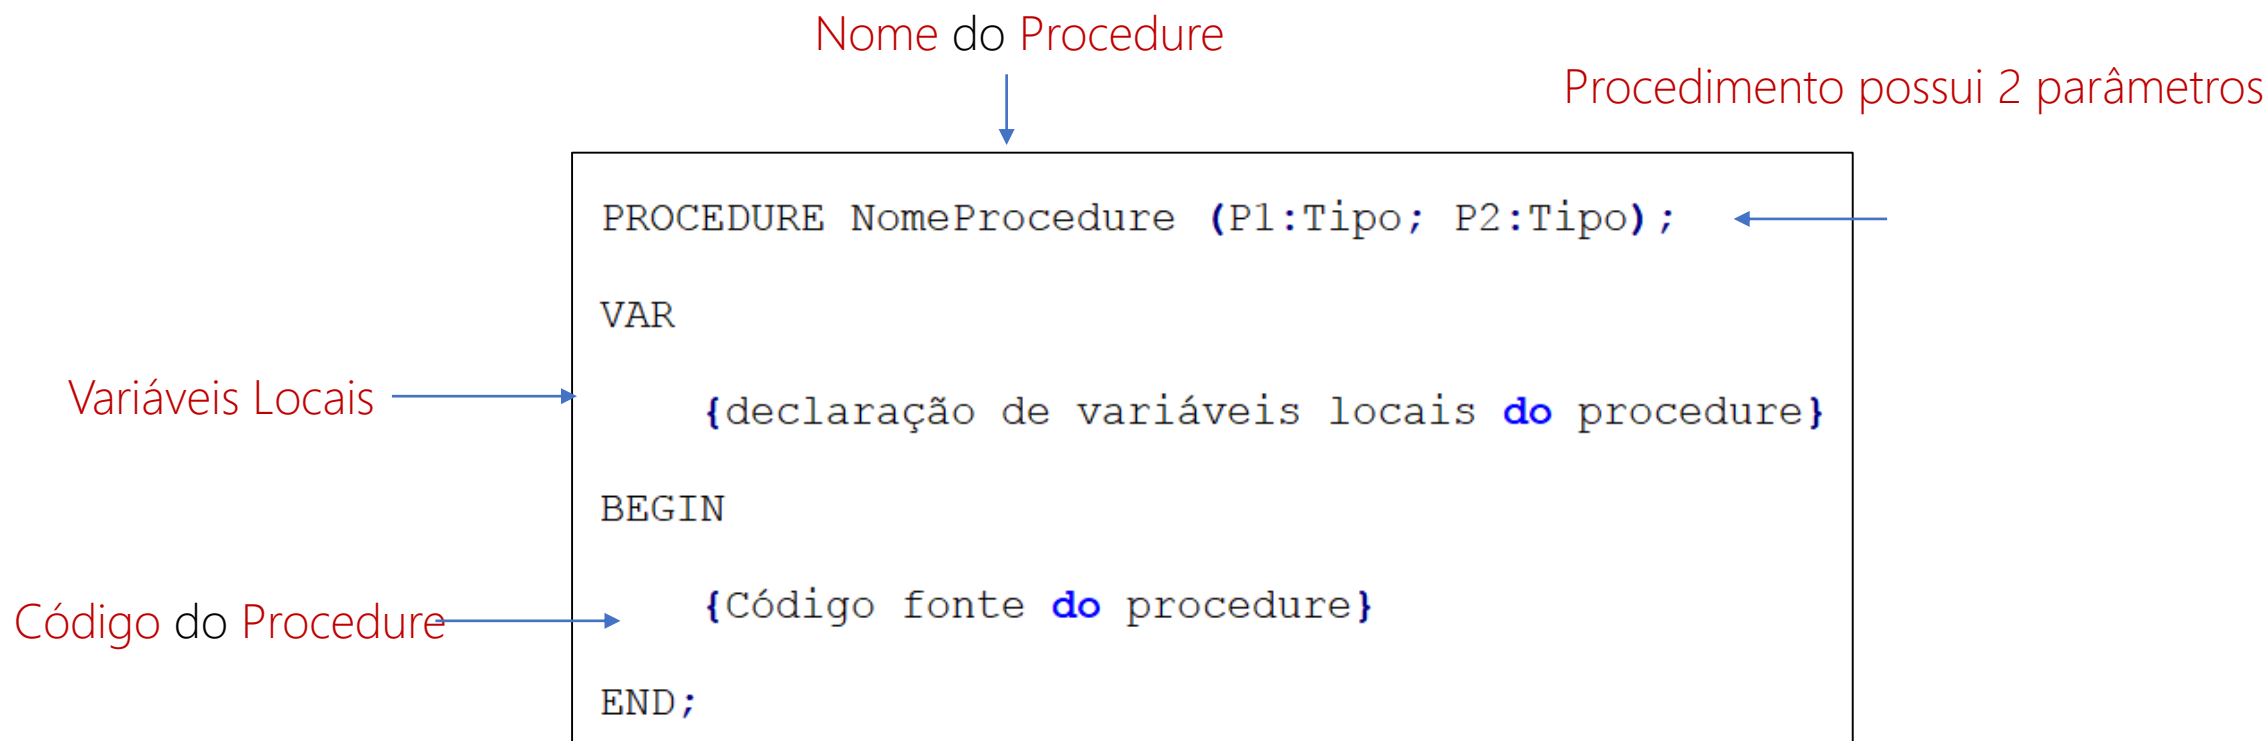 Nome do Procedure
Procedimento possui 2 parâmetros
PROCEDURE NomeProcedure (P1:Tipo; P2:Tipo);
VAR
Variáveis Locais
{declaração de variáveis locais do procedure}
BEGIN
Código do Procedure
{Código fonte do procedure}
END;